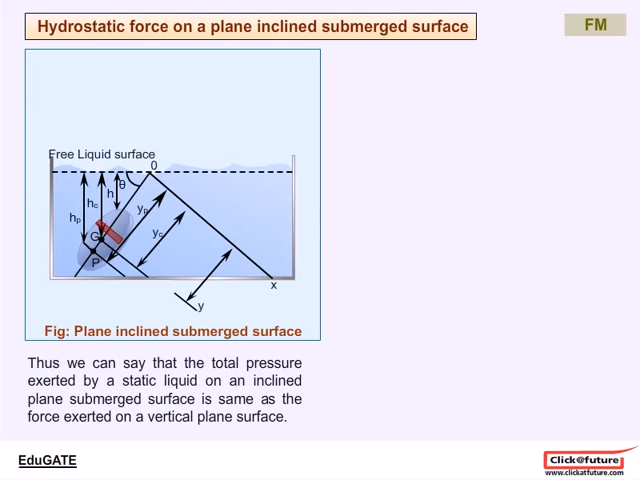 Hydrostatic force on a plane inclined submerged surface
FM
Free Liquid surface
0
θ
h
hc
hp
yp
G
yc
P
x
y
Fig: Plane inclined submerged surface
Thus we can say that the total pressure
exerted by a static liquid on an inclined
plane submerged surface is same as the
force exerted on a vertical plane surface.
EduGATE
Click@future
www.clickatfuture.com